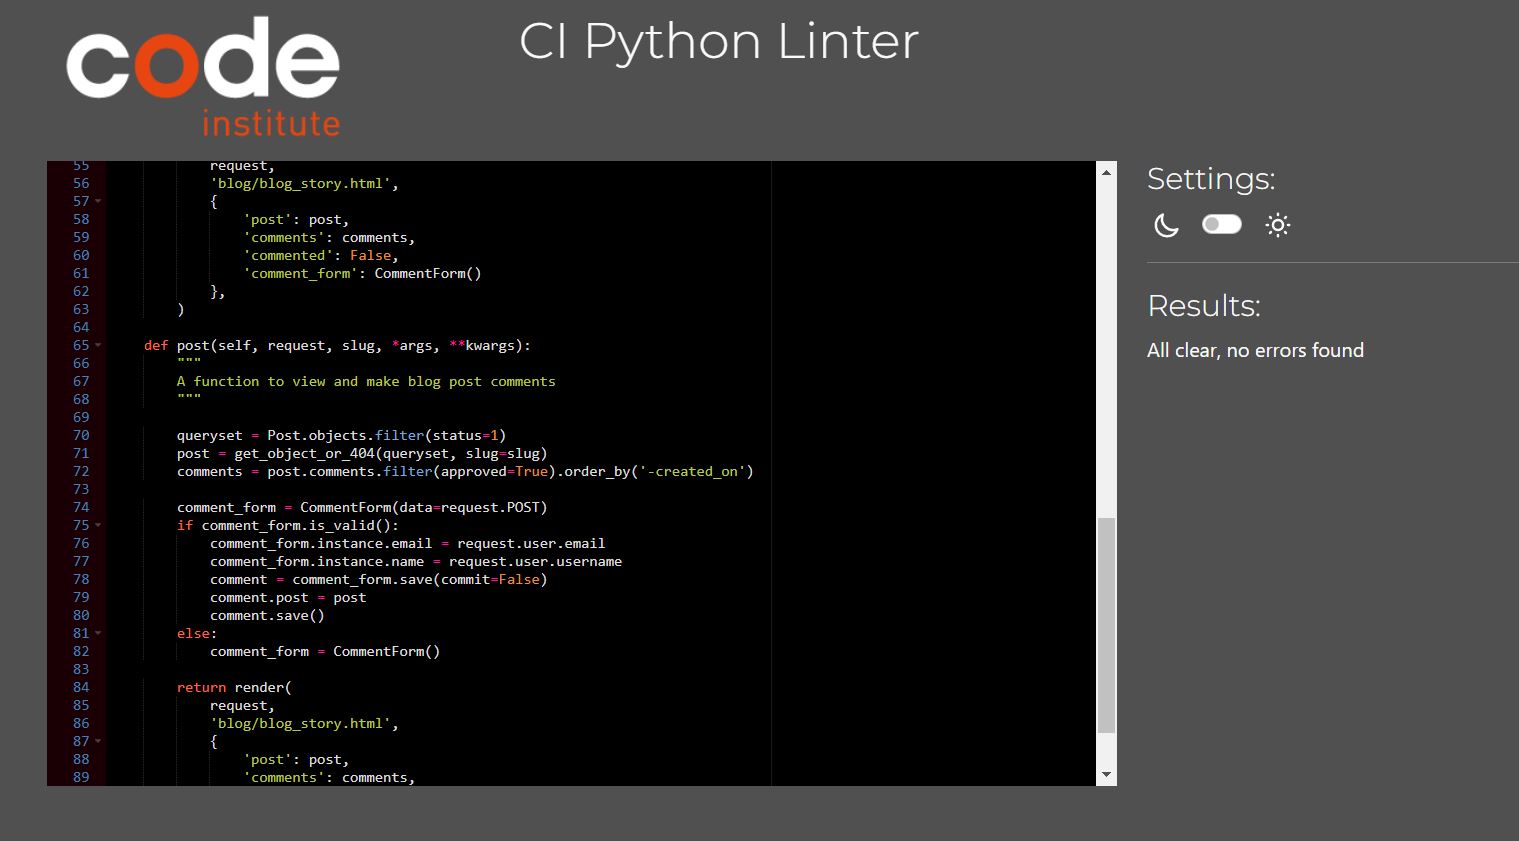 code
institute
CI Python Linter
55 request,
56 'blog/blog_story.html',
57 {
58 'post': post,
59 'comments': comments,
60 'commented': False,
61 'comment_form': CommentForm()
62 },
63 )
64
65 def post(self, request, slug, *args, **kwargs):
66 """
67 A function to view and make blog post comments
68 """
69
70 queryset = Post.objects.filter(status=1)
71 post = get_object_or_404(queryset, slug=slug)
72 comments = post.comments.filter(approved=True).order_by('-created_on')
73
74 comment_form = CommentForm(data=request.POST)
75 if comment_form.is_valid():
76 comment_form.instance.email = request.user.email
77 comment_form.instance.name = request.user.username
78 comment = comment_form.save(commit=False)
79 comment.post = post
80 comment.save()
81 else:
82 comment_form = CommentForm()
83
84 return render(
85 request,
86 'blog/blog_story.html',
87 {
88 'post': post,
89 'comments': comments,
Settings:
Results:
All clear, no errors found